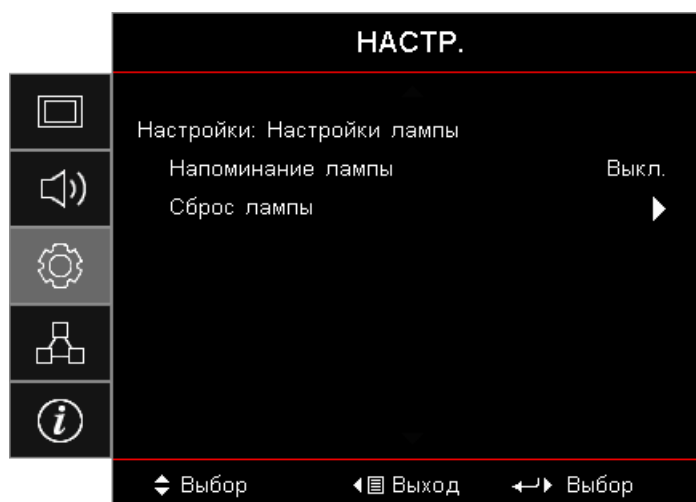 НАСТР.
Настройки: Настройки лампы
Напоминание лампы Выкл.
Сброс лампы
Выбор Выход Выбор